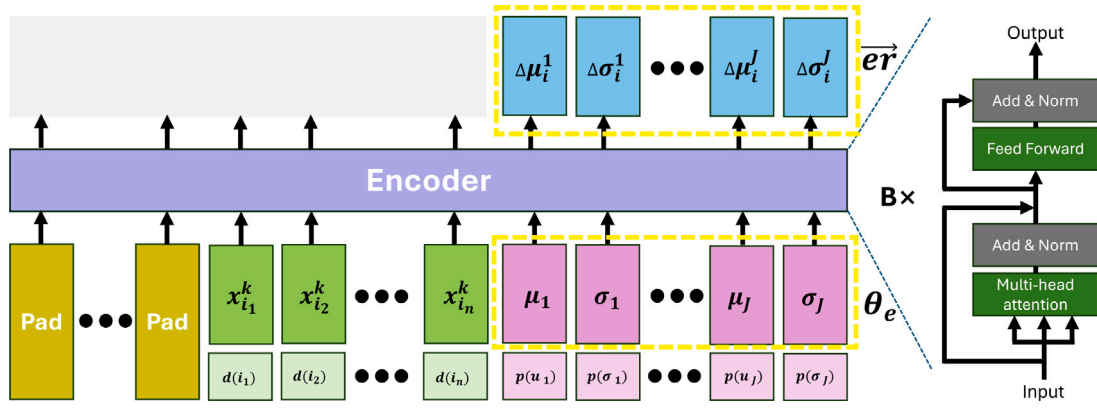 Δμ_i^1 Δσ_i^1 ●●● Δμ_i^J Δσ_i^J \overrightarrow{er}
Encoder
Pad ●●● Pad x_{i_1}^k x_{i_2}^k ●●● x_{i_n}^k μ_1 σ_1 ●●● μ_J σ_J θ_e
d(i_1) d(i_2) ●●● d(i_n) p(u_1) p(σ_1) ●●● p(u_J) p(σ_J)
B×
Output
Add & Norm
Feed Forward
Add & Norm
Multi-head
attention
Input